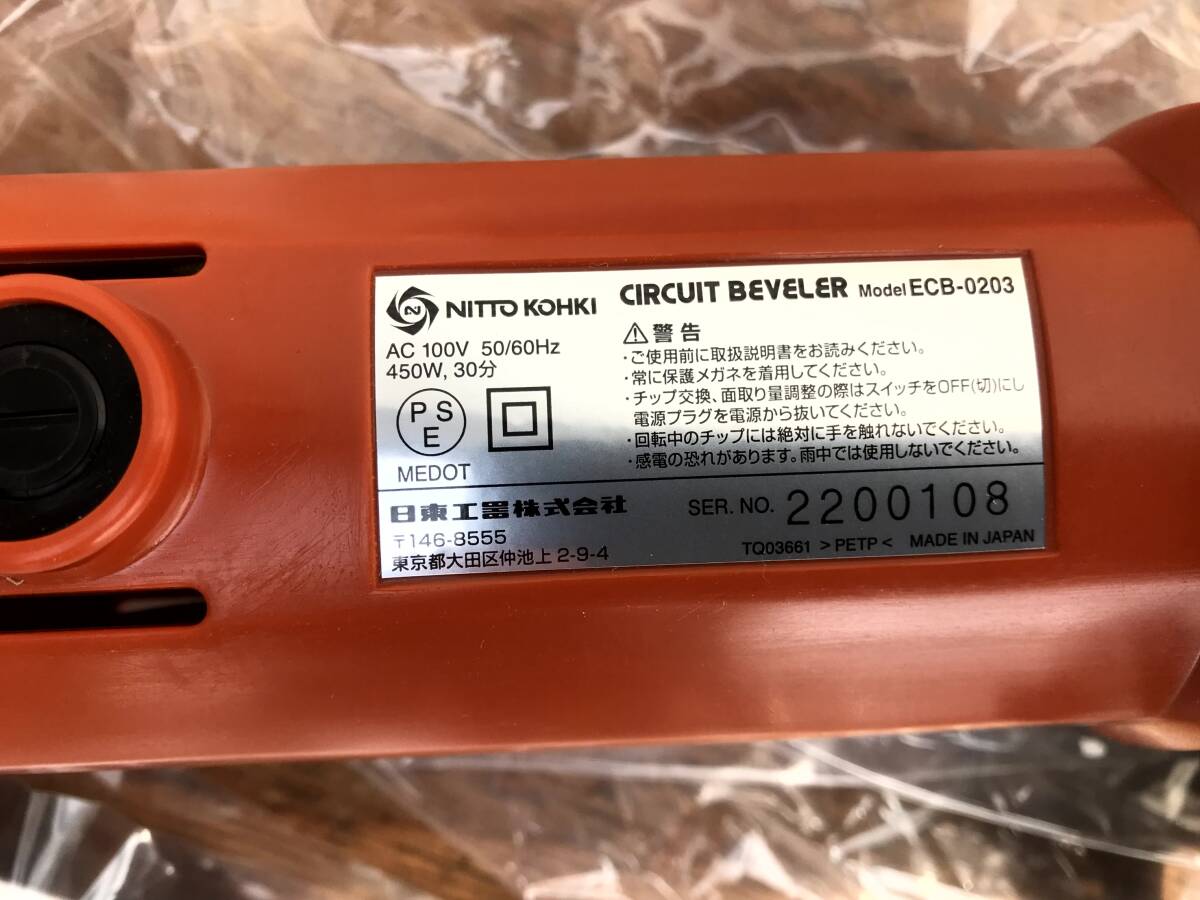 NITTO KOHKI
CIRCUIT BEVELER Model ECB-0203
AC 100V 50/60Hz
450W, 30分
P S
E
MEDOT
⚠警告
・ご使用前に取扱説明書をお読みください。
・常に保護メガネを着用してください。
・チップ交換、面取り量調整の際はスイッチをOFF(切)にし
電源プラグを電源から抜いてください。
・回転中のチップには絶対に手を触れないでください。
・感電の恐れがあります。雨中では使用しないでください。
日東工器株式会社
〒146-8555
東京都大田区仲池上 2-9-4
SER. NO. 2200108
TQ03661 >PETP< MADE IN JAPAN